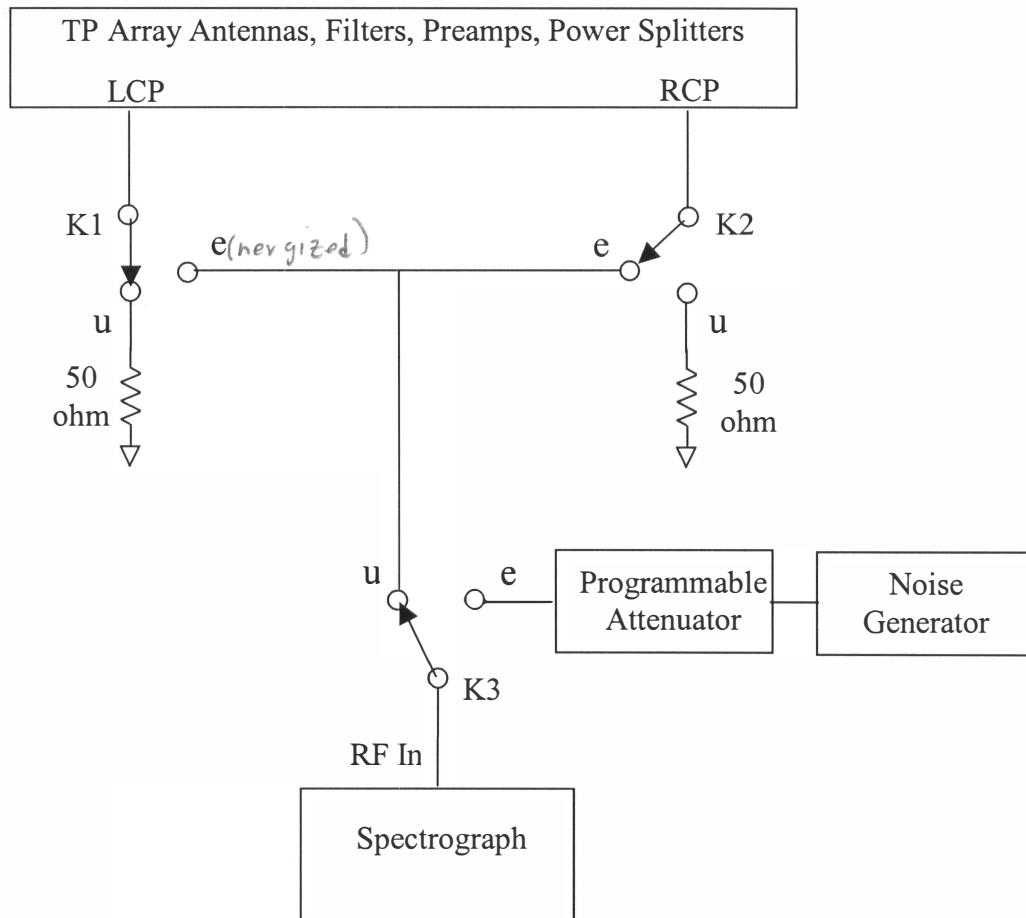 TP Array Antennas, Filters, Preamps, Power Splitters
LCP
RCP
K1
K2
e(nergized)
e
u
u
50
ohm
50
ohm
u
e
Programmable
Attenuator
Noise
Generator
K3
RF In
Spectrograph